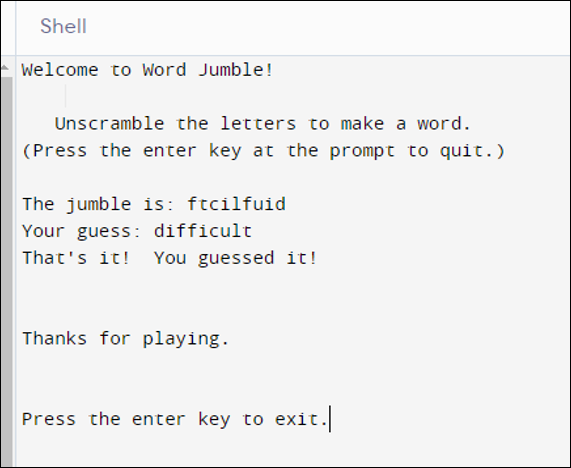 Shell
Welcome to Word Jumble!
Unscramble the letters to make a word.
(Press the enter key at the prompt to quit.)
The jumble is: ftcilfuid
Your guess: difficult
That's it!  You guessed it!
Thanks for playing.
Press the enter key to exit.